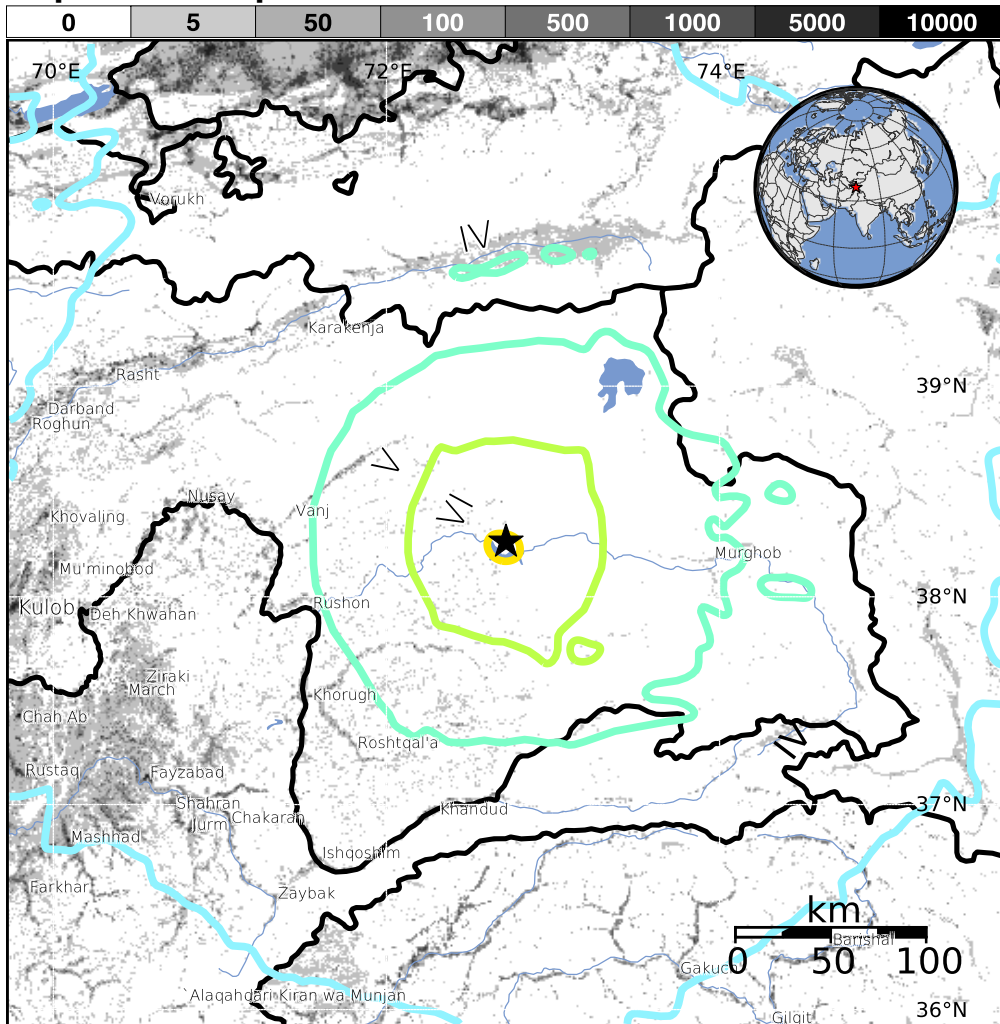 0 5 50 100 500 1000 5000 10000
70°E 72°E 74°E
Vorukh
IV
Karakenja
Rasht
39°N
Darband
Roghun
V
Nusay
VI
Vanj
Khovaling
Murghob
Mu'minobod
38°N
Kulob
Rushon
Deh Khwahan
Ziraki
March
Khorugh
Chah Ab
Roshtqal'a
IV
Rustaq
Fayzabad
Shahran
37°N
Khandud
Jurm
Chakaran
Mashhad
Ishqoshim
Farkhar
Zaybak
km
Barishal
0 50 100
Gakuch
Alaqahdari Kiran wa Munjan
36°N
Gilgit